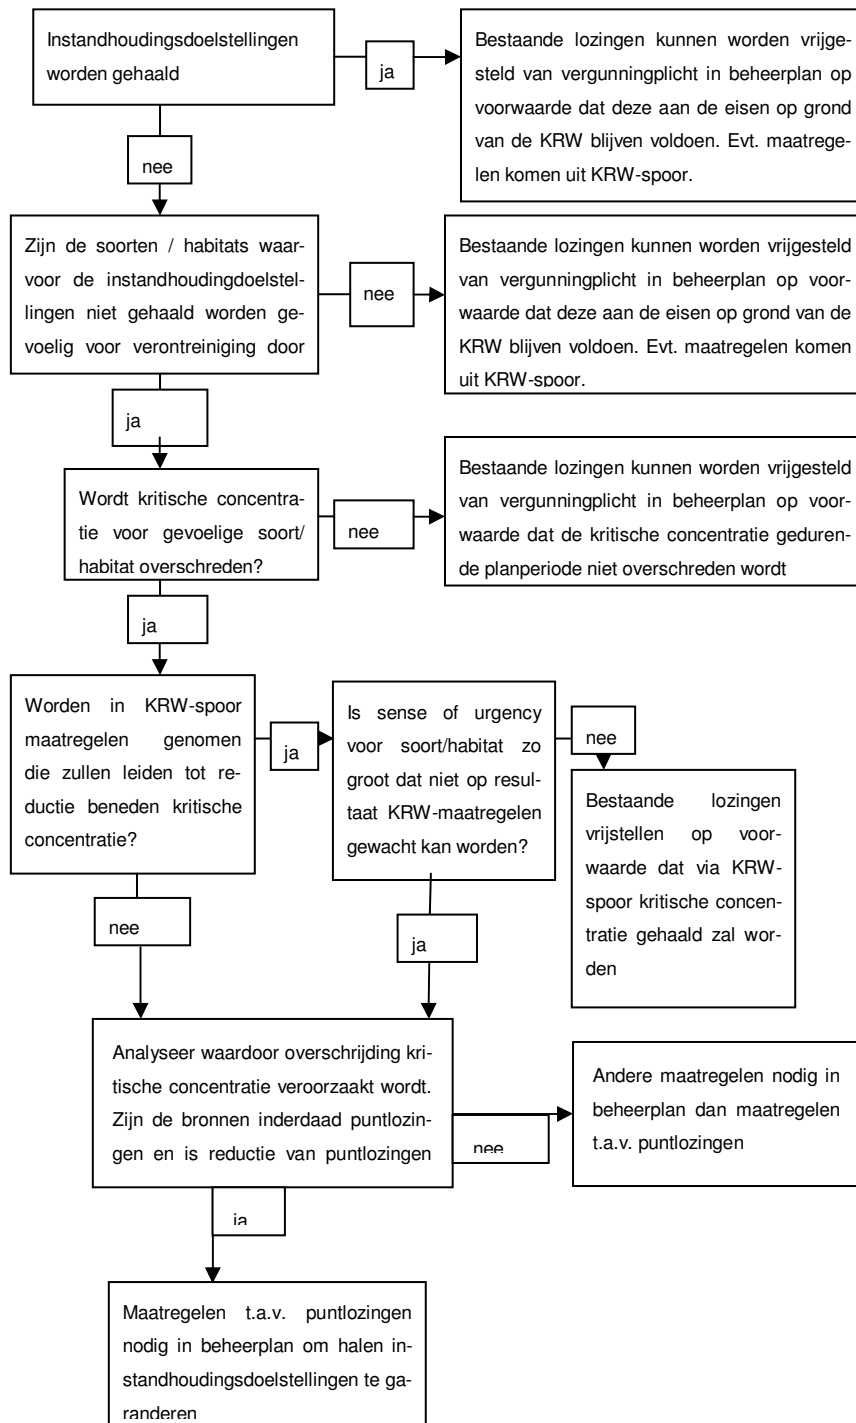 Instandhoudingsdoelstellingen
worden gehaald
ja
Bestaande lozingen kunnen worden vrijge-
steld van vergunningplicht in beheerplan op
voorwaarde dat deze aan de eisen op grond
van de KRW blijven voldoen. Evt. maatrege-
len komen uit KRW-spoor.
nee
Zijn de soorten / habitats waar-
voor de instandhoudingdoelstel-
lingen niet gehaald worden ge-
voelig voor verontreiniging door
nee
Bestaande lozingen kunnen worden vrijgesteld
van vergunningplicht in beheerplan op voor-
waarde dat deze aan de eisen op grond van de
KRW blijven voldoen. Evt. maatregelen komen
uit KRW-spoor.
ja
Wordt kritische concentra-
tie voor gevoelige soort/
habitat overschreden?
nee
Bestaande lozingen kunnen worden vrijgesteld
van vergunningplicht in beheerplan op voor-
waarde dat de kritische concentratie geduren-
de planperiode niet overschreden wordt
ja
Worden in KRW-spoor
maatregelen genomen
die zullen leiden tot re-
ductie beneden kritische
concentratie?
ja
Is sense of urgency
voor soort/habitat zo
groot dat niet op resul-
taat KRW-maatregelen
gewacht kan worden?
nee
Bestaande lozingen
vrijstellen op voor-
waarde dat via KRW-
spoor kritische concen-
tratie gehaald zal wor-
den
nee
ja
Analyseer waardoor overschrijding kri-
tische concentratie veroorzaakt wordt.
Zijn de bronnen inderdaad puntlozin-
gen en is reductie van puntlozingen
nee
Andere maatregelen nodig in
beheerplan dan maatregelen
t.a.v. puntlozingen
ja
Maatregelen t.a.v. puntlozingen
nodig in beheerplan om halen in-
standhoudingsdoelstellingen te ga-
randeren